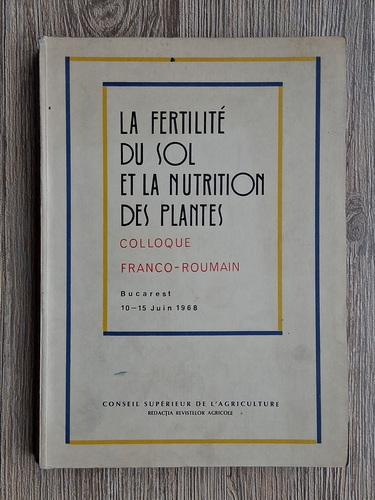 LA FERTILITÉ
DU SOL
ET LA NUTRITION
DES PLANTES
COLLOQUE
FRANCO-ROUMAIN
Bucarest
10-15 Juin 1968
CONSEIL SUPÉRIEUR DE L'AGRICULTURE
REDACȚIA REVISTELOR AGRICOLE